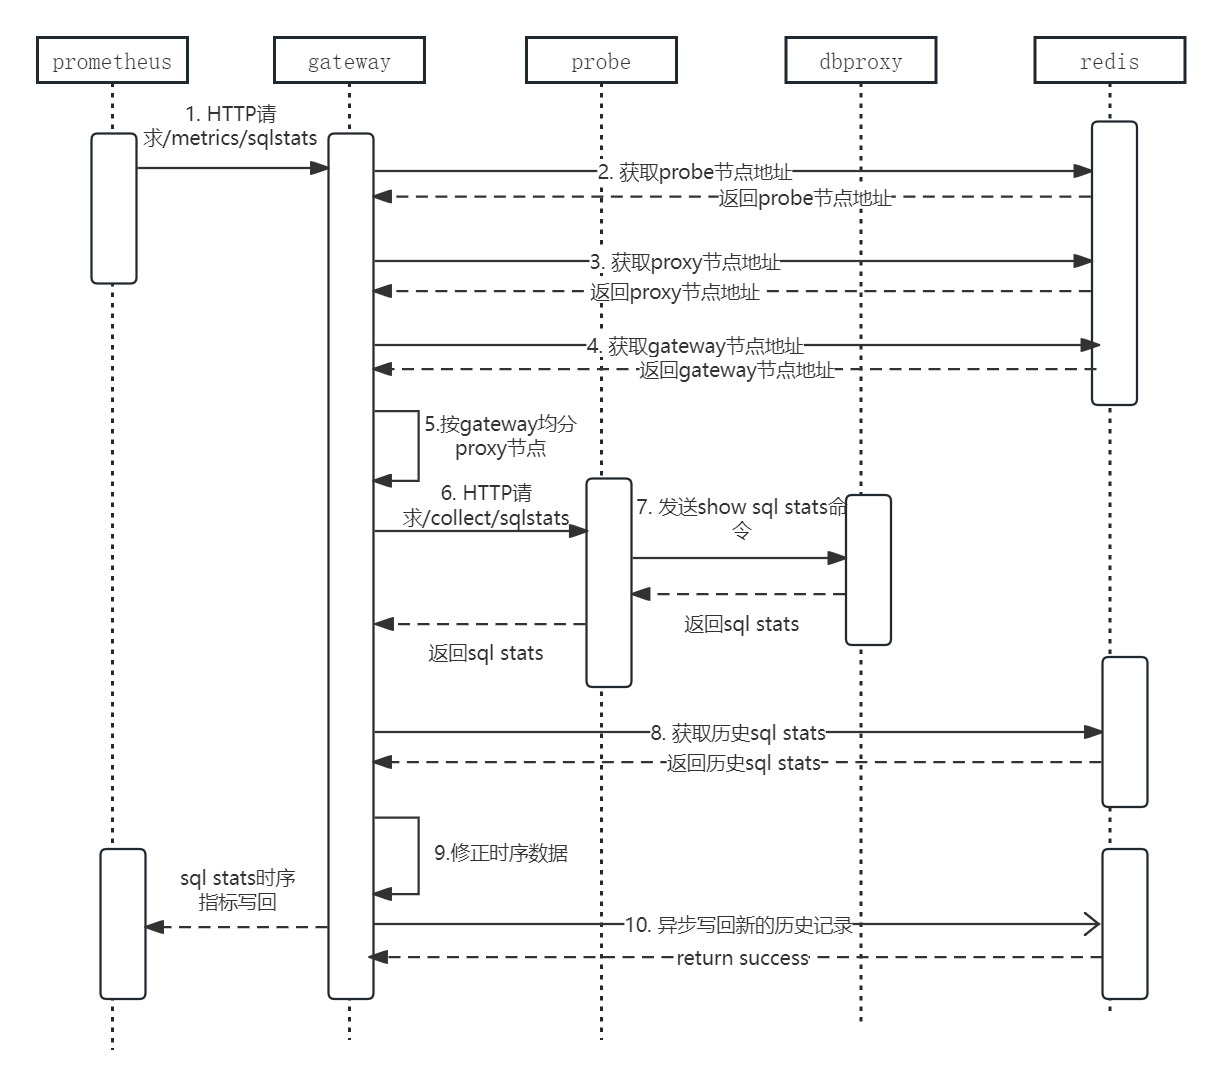 prometheus
gateway
probe
dbproxy
redis
1. HTTP请
求/metrics/sqlstats
2. 获取probe节点地址
返回probe节点地址
3. 获取proxy节点地址
返回proxy节点地址
4. 获取gateway节点地址
返回gateway节点地址
5.按gateway均分
proxy节点
6. HTTP请
求/collect/sqlstats
7. 发送show sql stats命
令
返回sql stats
返回sql stats
8. 获取历史sql stats
返回历史sql stats
9.修正时序数据
sql stats时序
指标写回
10. 异步写回新的历史记录
return success